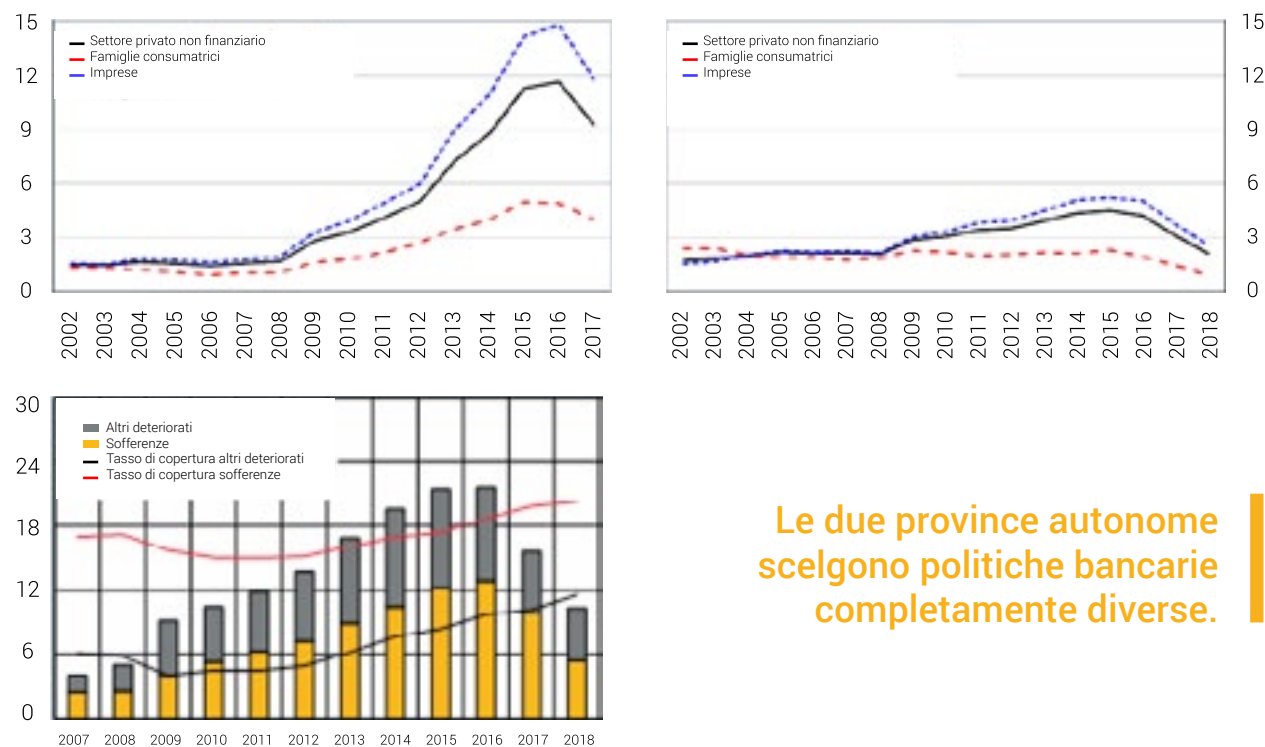 15
12
9
6
3
0
Settore privato non finanziario
Famiglie consumatrici
Imprese
2002 2003 2004 2005 2006 2007 2008 2009 2010 2011 2012 2013 2014 2015 2016 2017
Settore privato non finanziario
Famiglie consumatrici
Imprese
15
12
9
6
3
0
2002 2003 2004 2005 2006 2007 2008 2009 2010 2011 2012 2013 2014 2015 2016 2017 2018
30
24
18
12
6
0
Altri deteriorati
Sofferenze
Tasso di copertura altri deteriorati
Tasso di copertura sofferenze
2007 2008 2009 2010 2011 2012 2013 2014 2015 2016 2017 2018
Le due province autonome
scelgono politiche bancarie
completamente diverse.